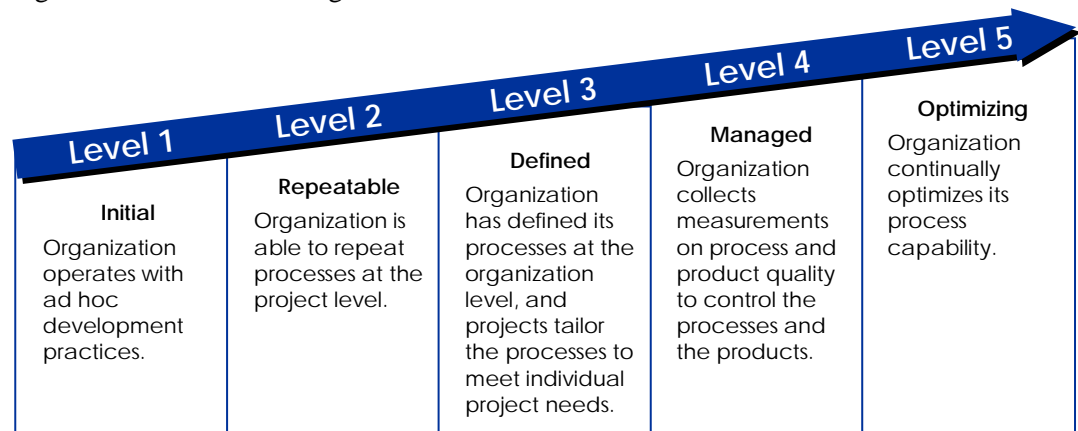 Level 1
Initial
Organization
operates with
ad hoc
development
practices.
Level 2
Repeatable
Organization is
able to repeat
processes at the
project level.
Level 3
Defined
Organization
has defined its
processes at the
organization
level, and
projects tailor
the processes to
meet individual
project needs.
Level 4
Managed
Organization
collects
measurements
on process and
product quality
to control the
processes and
the products.
Level 5
Optimizing
Organization
continually
optimizes its
process
capability.